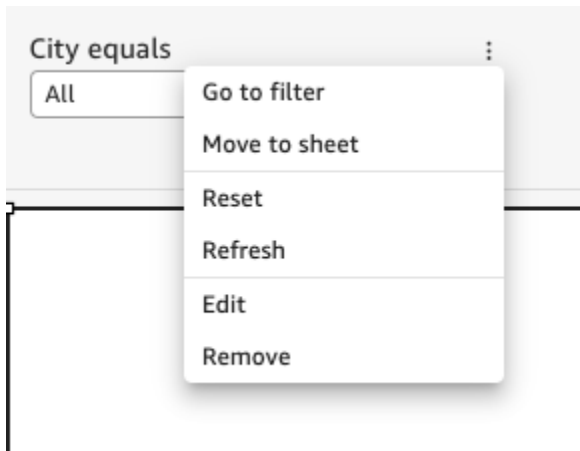 City equals
All
Go to filter
Move to sheet
Reset
Refresh
Edit
Remove